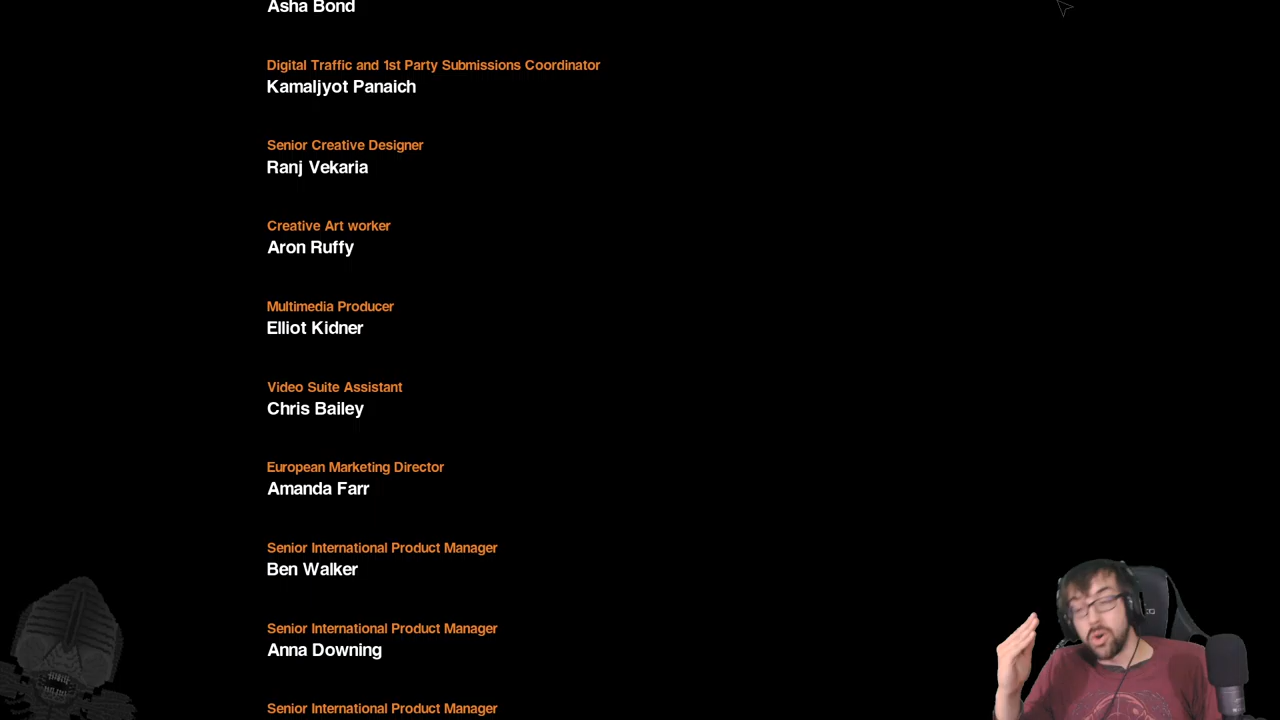 Asha Bond
Digital Traffic and 1st Party Submissions Coordinator
Kamaljyot Panaich
Senior Creative Designer
Ranj Vekaria
Creative Art worker
Aron Ruffy
Multimedia Producer
Elliot Kidner
Video Suite Assistant
Chris Bailey
European Marketing Director
Amanda Farr
Senior International Product Manager
Ben Walker
Senior International Product Manager
Anna Downing
Senior International Product Manager